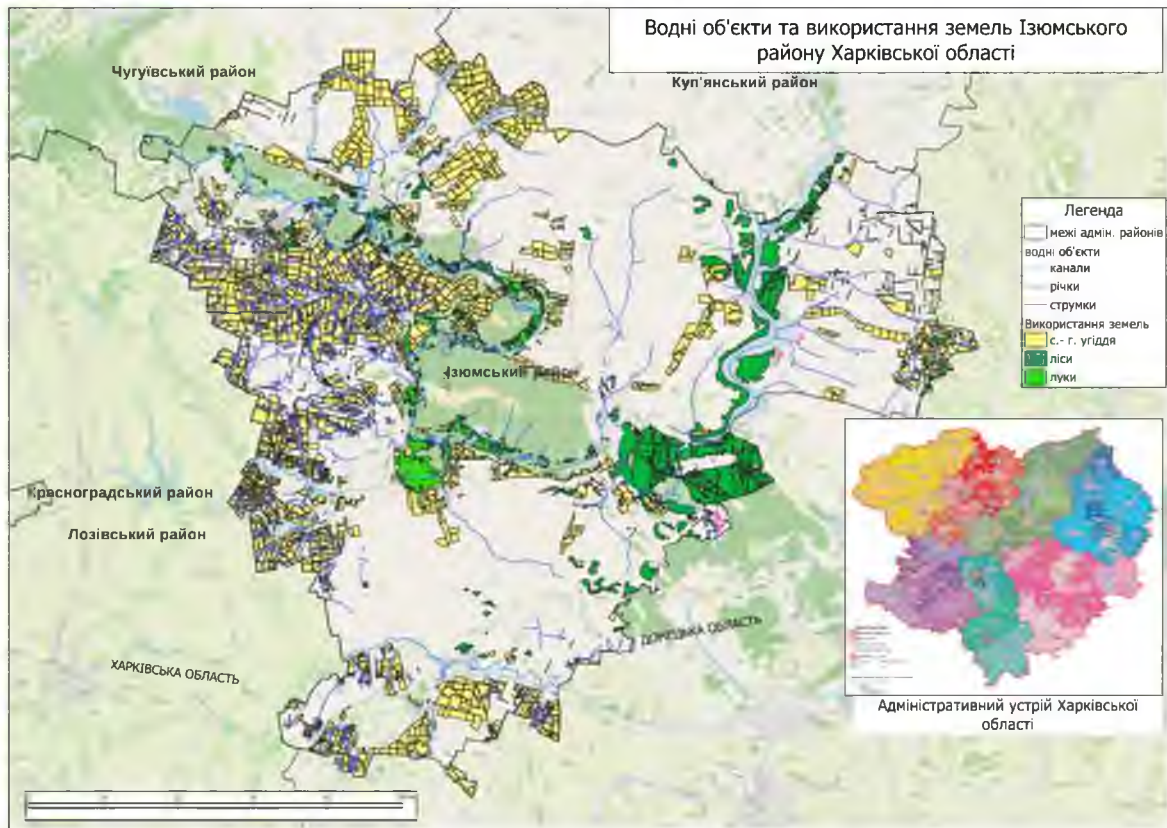 Водні об'єкти та використання земель Ізюмського
району Харківської області
Чугуївський район
Куп'янський район
Легенда
межі адмін. районів
водні об'єкти
канали
річки
струмки
Використання земель
с.- г. угіддя
ліси
луки
Ізюмський район
Красноградський район
Лозівський район
ДОНЕЦЬКА ОБЛАСТЬ
ХАРКІВСЬКА ОБЛАСТЬ
Адміністративний устрій Харківської
області